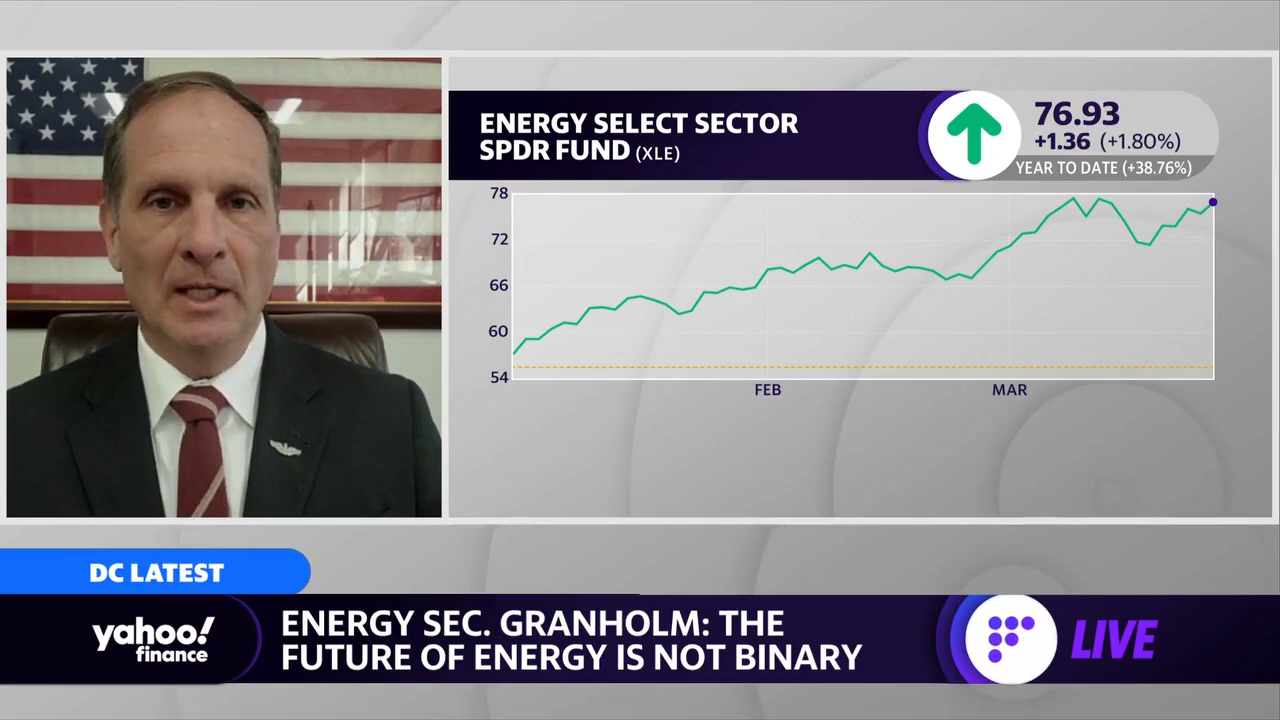 ENERGY SELECT SECTOR
SPDR FUND (XLE)
76.93
+1.36 (+1.80%)
YEAR TO DATE (+38.76%)
78
72
66
60
54
FEB
MAR
DC LATEST
yahoo!
finance
ENERGY SEC. GRANHOLM: THE
FUTURE OF ENERGY IS NOT BINARY
LIVE